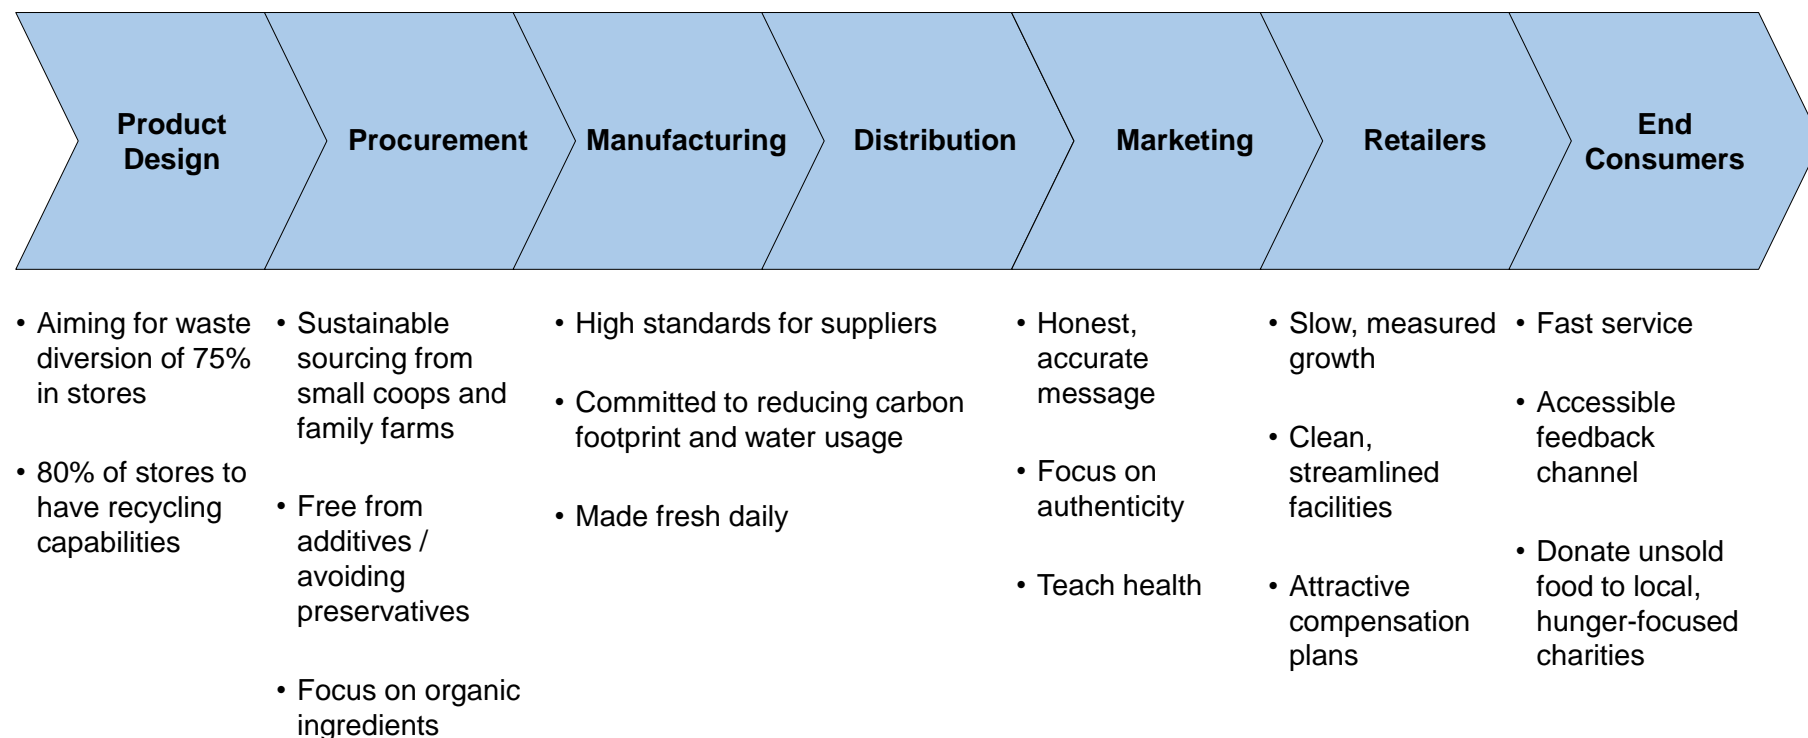 Product
Design
Procurement
Manufacturing
Distribution
Marketing
Retailers
End
Consumers
• Aiming for waste
diversion of 75%
in stores
• 80% of stores to
have recycling
capabilities
• Sustainable
sourcing from
small coops and
family farms
• Free from
additives /
avoiding
preservatives
• Focus on organic
ingredients
• High standards for suppliers
• Committed to reducing carbon
footprint and water usage
• Made fresh daily
• Honest,
accurate
message
• Focus on
authenticity
• Teach health
• Slow, measured
growth
• Clean,
streamlined
facilities
• Attractive
compensation
plans
• Fast service
• Accessible
feedback
channel
• Donate unsold
food to local,
hunger-focused
charities